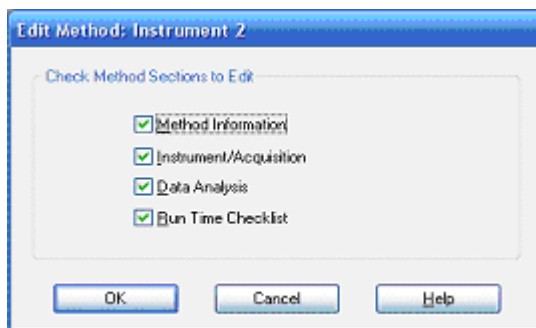 Edit Method: Instrument 2
Check Method Sections to Edit
Method Information
Instrument/Acquisition
Data Analysis
Run Time Checklist
OK Cancel Help